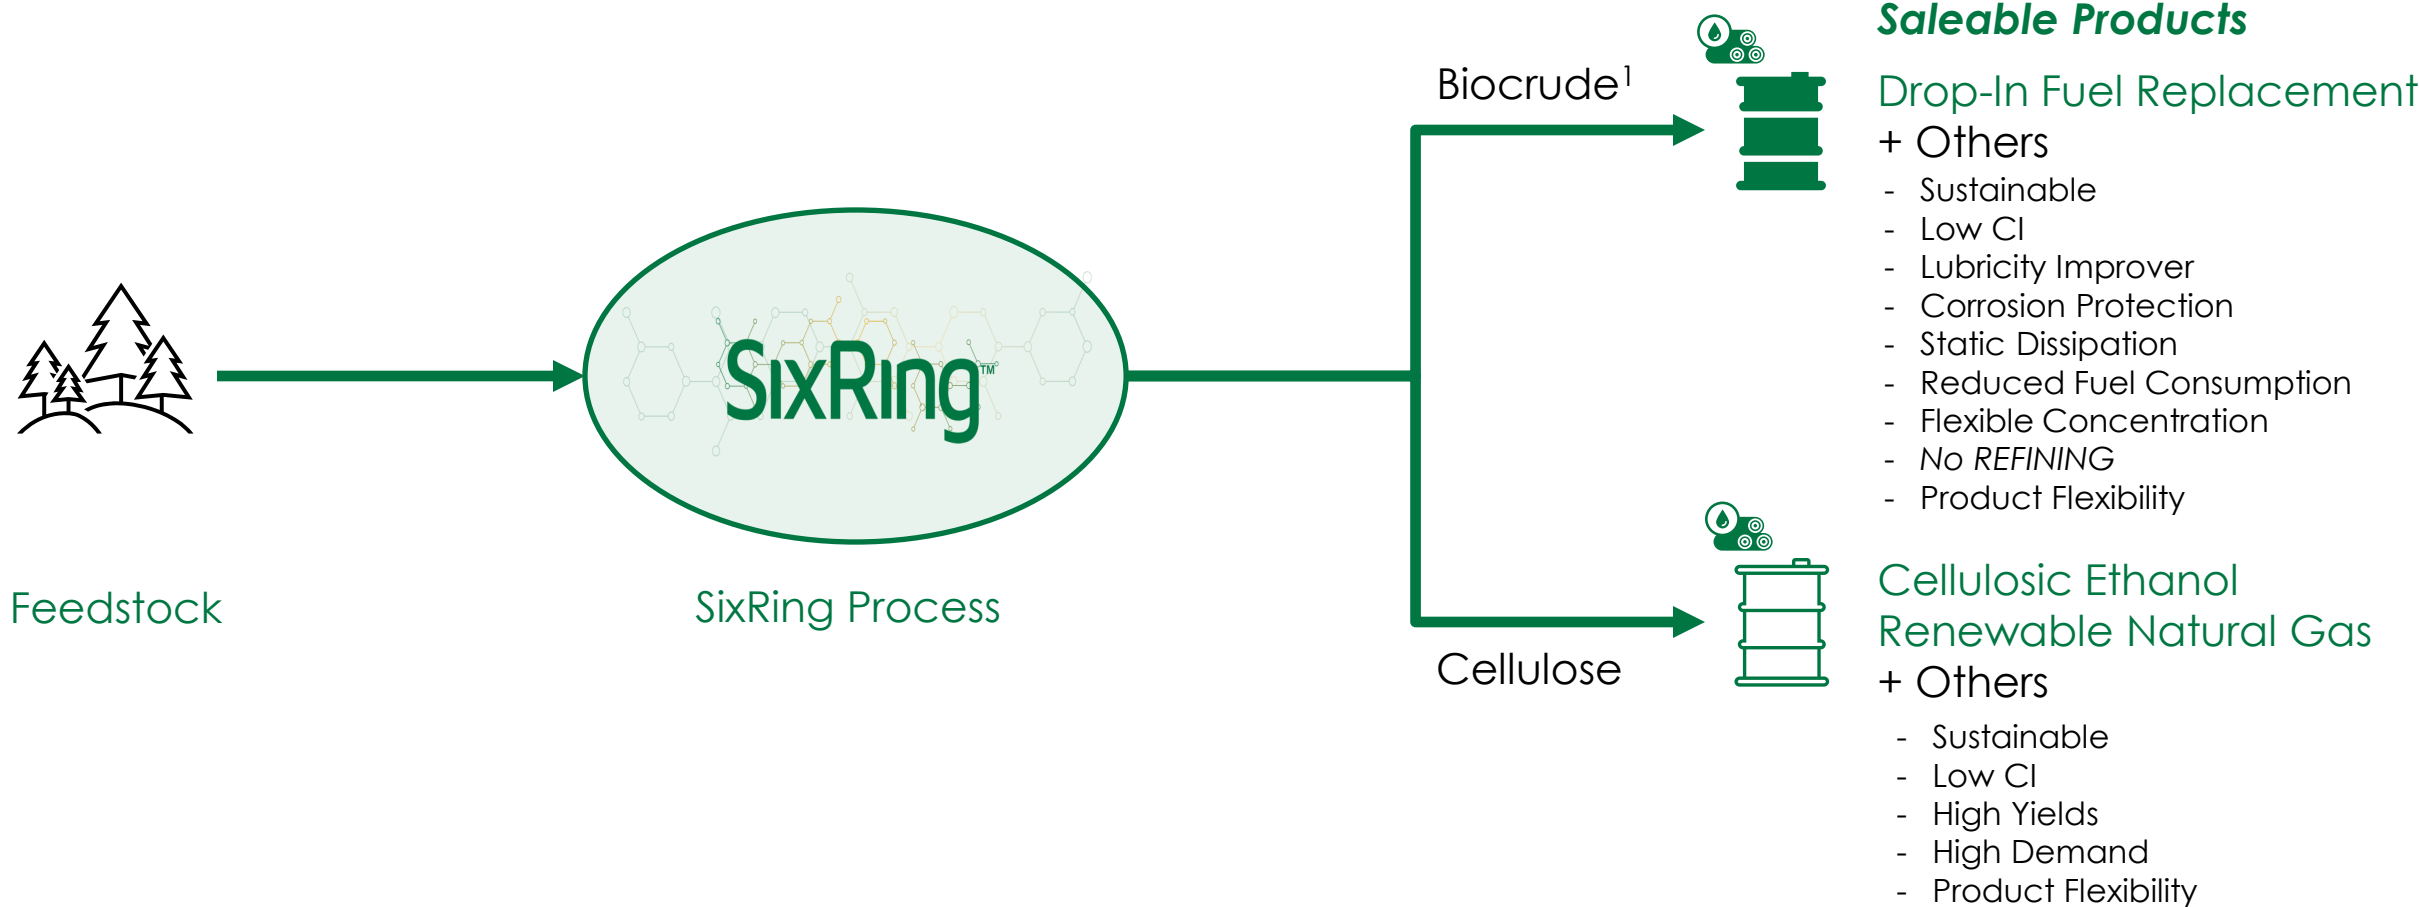 Feedstock
SixRing™
SixRing Process
Biocrude¹
Cellulose
Saleable Products
Drop-In Fuel Replacement
+ Others
- Sustainable
- Low CI
- Lubricity Improver
- Corrosion Protection
- Static Dissipation
- Reduced Fuel Consumption
- Flexible Concentration
- No REFINING
- Product Flexibility
Cellulosic Ethanol
Renewable Natural Gas
+ Others
- Sustainable
- Low CI
- High Yields
- High Demand
- Product Flexibility